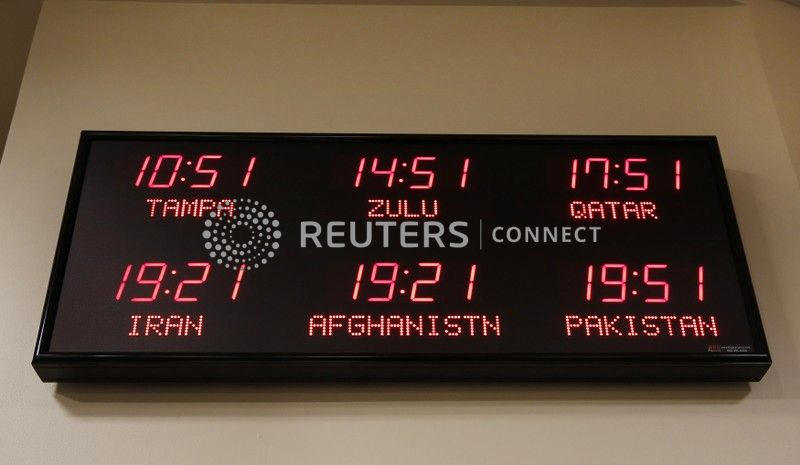 10:51 14:51 17:51
TAMPA ZULU QATAR
REUTERS | CONNECT
19:21 19:21 19:51
IRAN AFGHANISTN PAKISTAN